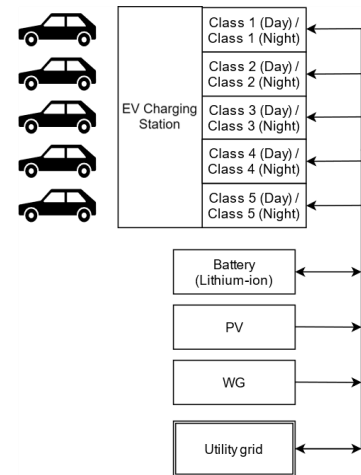 EV Charging
Station
Class 1 (Day) /
Class 1 (Night)
Class 2 (Day) /
Class 2 (Night)
Class 3 (Day) /
Class 3 (Night)
Class 4 (Day) /
Class 4 (Night)
Class 5 (Day) /
Class 5 (Night)
Battery
(Lithium-ion)
PV
WG
Utility grid